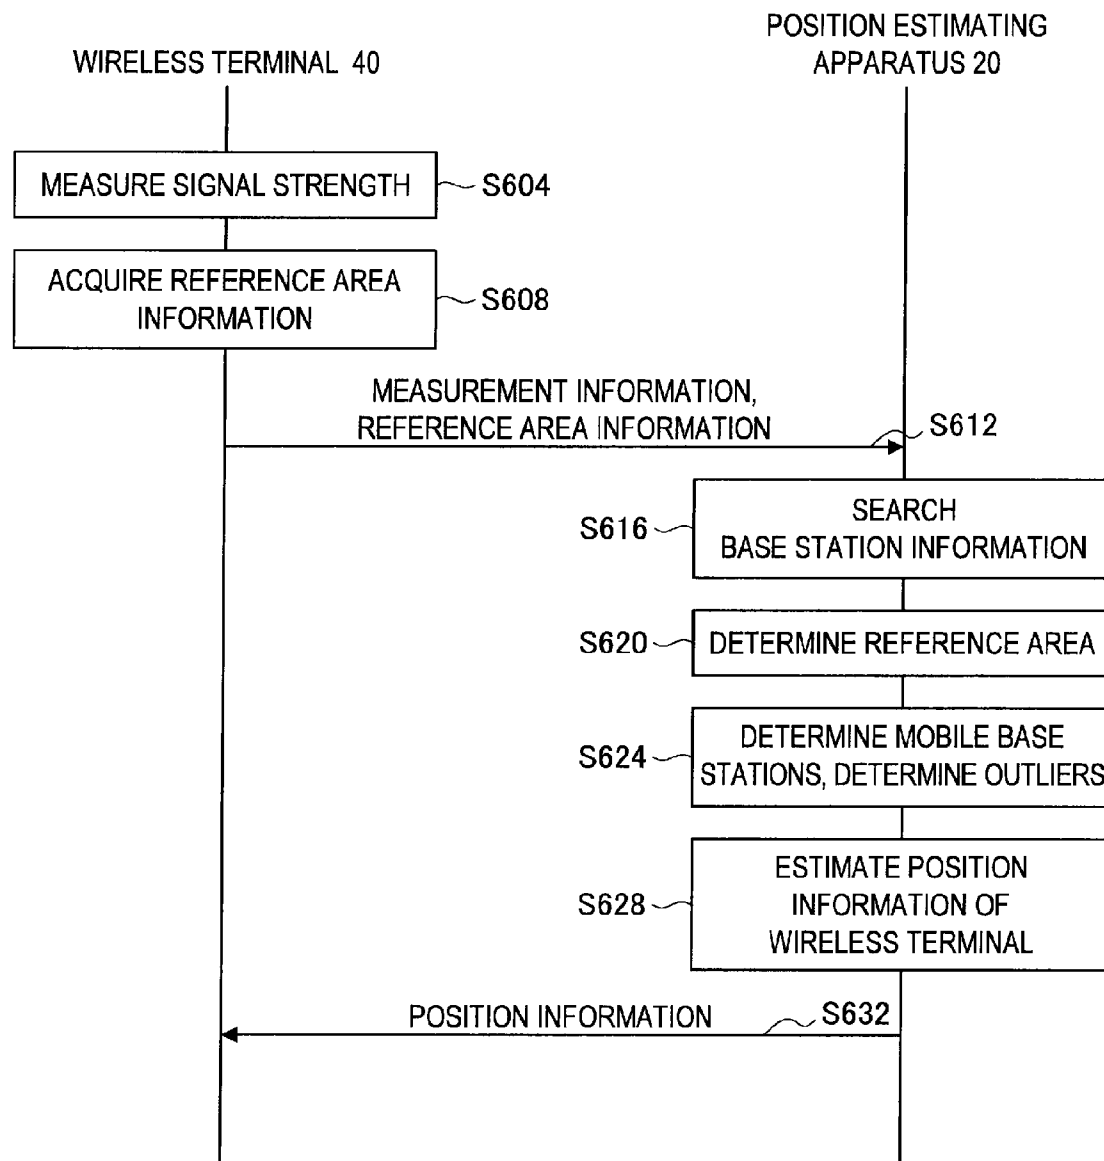 WIRELESS TERMINAL 40
POSITION ESTIMATING
APPARATUS 20
MEASURE SIGNAL STRENGTH
S604
ACQUIRE REFERENCE AREA
INFORMATION
S608
MEASUREMENT INFORMATION,
REFERENCE AREA INFORMATION
S612
S616
SEARCH
BASE STATION INFORMATION
S620
DETERMINE REFERENCE AREA
S624
DETERMINE MOBILE BASE
STATIONS, DETERMINE OUTLIERS
S628
ESTIMATE POSITION
INFORMATION OF
WIRELESS TERMINAL
POSITION INFORMATION
S632